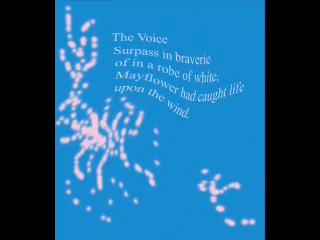 The Voice
Surpass in braverie
of in a robe of white,
Mayflower had caught life
upon the wind.